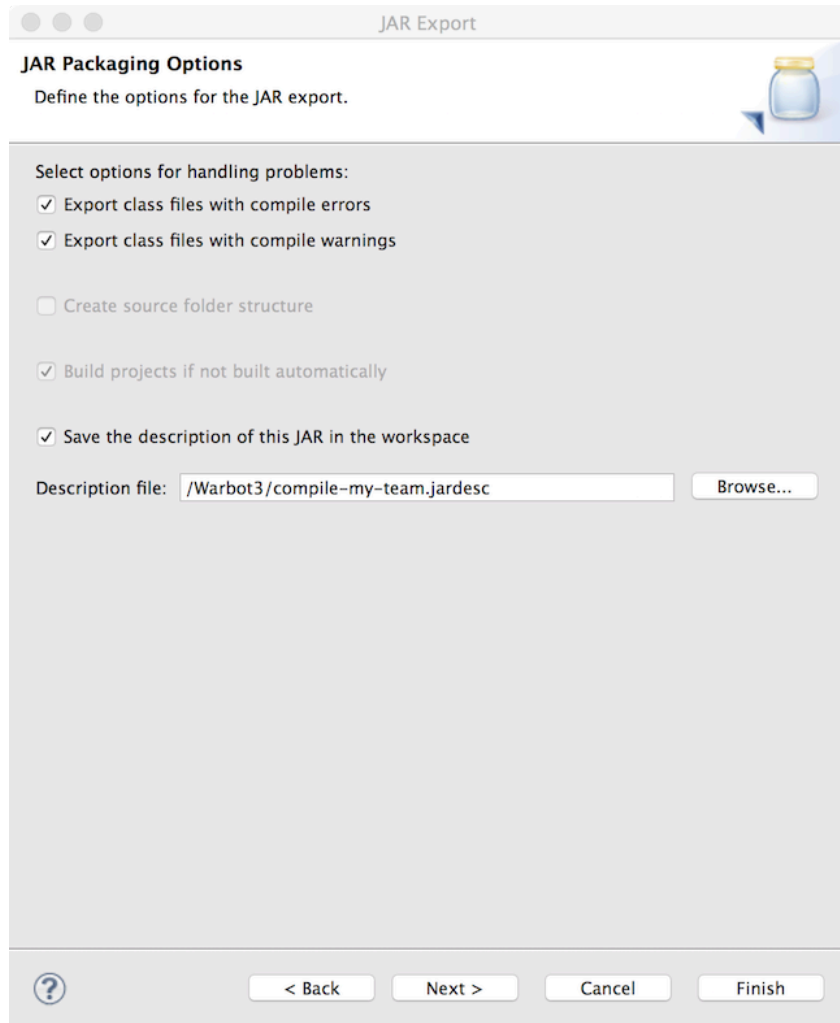 JAR Export
JAR Packaging Options
Define the options for the JAR export.
Select options for handling problems:
Export class files with compile errors
Export class files with compile warnings
Create source folder structure
Build projects if not built automatically
Save the description of this JAR in the workspace
Description file: /Warbot3/compile-my-team.jardesc Browse...
? < Back Next > Cancel Finish